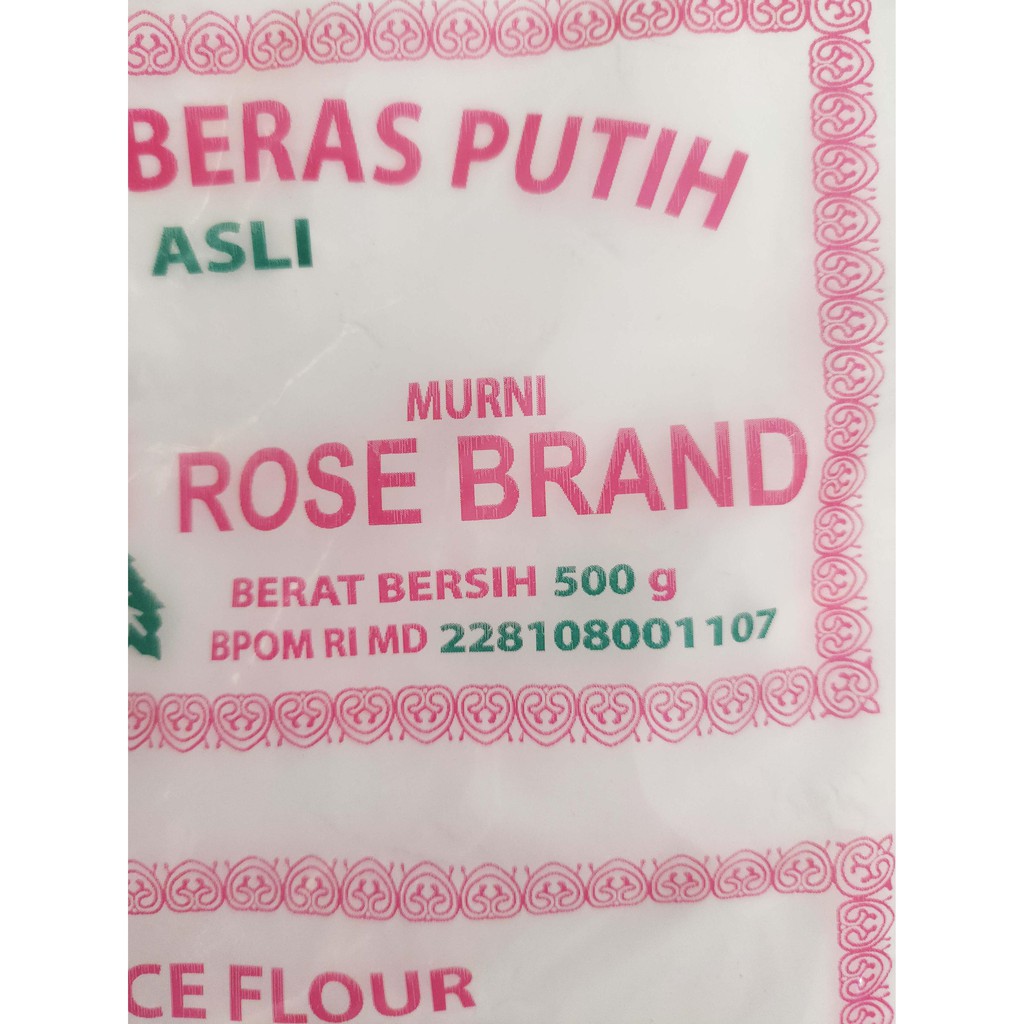 BERAS PUTIH
ASLI
MURNI
ROSE BRAND
BERAT BERSIH 500 g
BPOM RI MD 228108001107
CE FLOUR